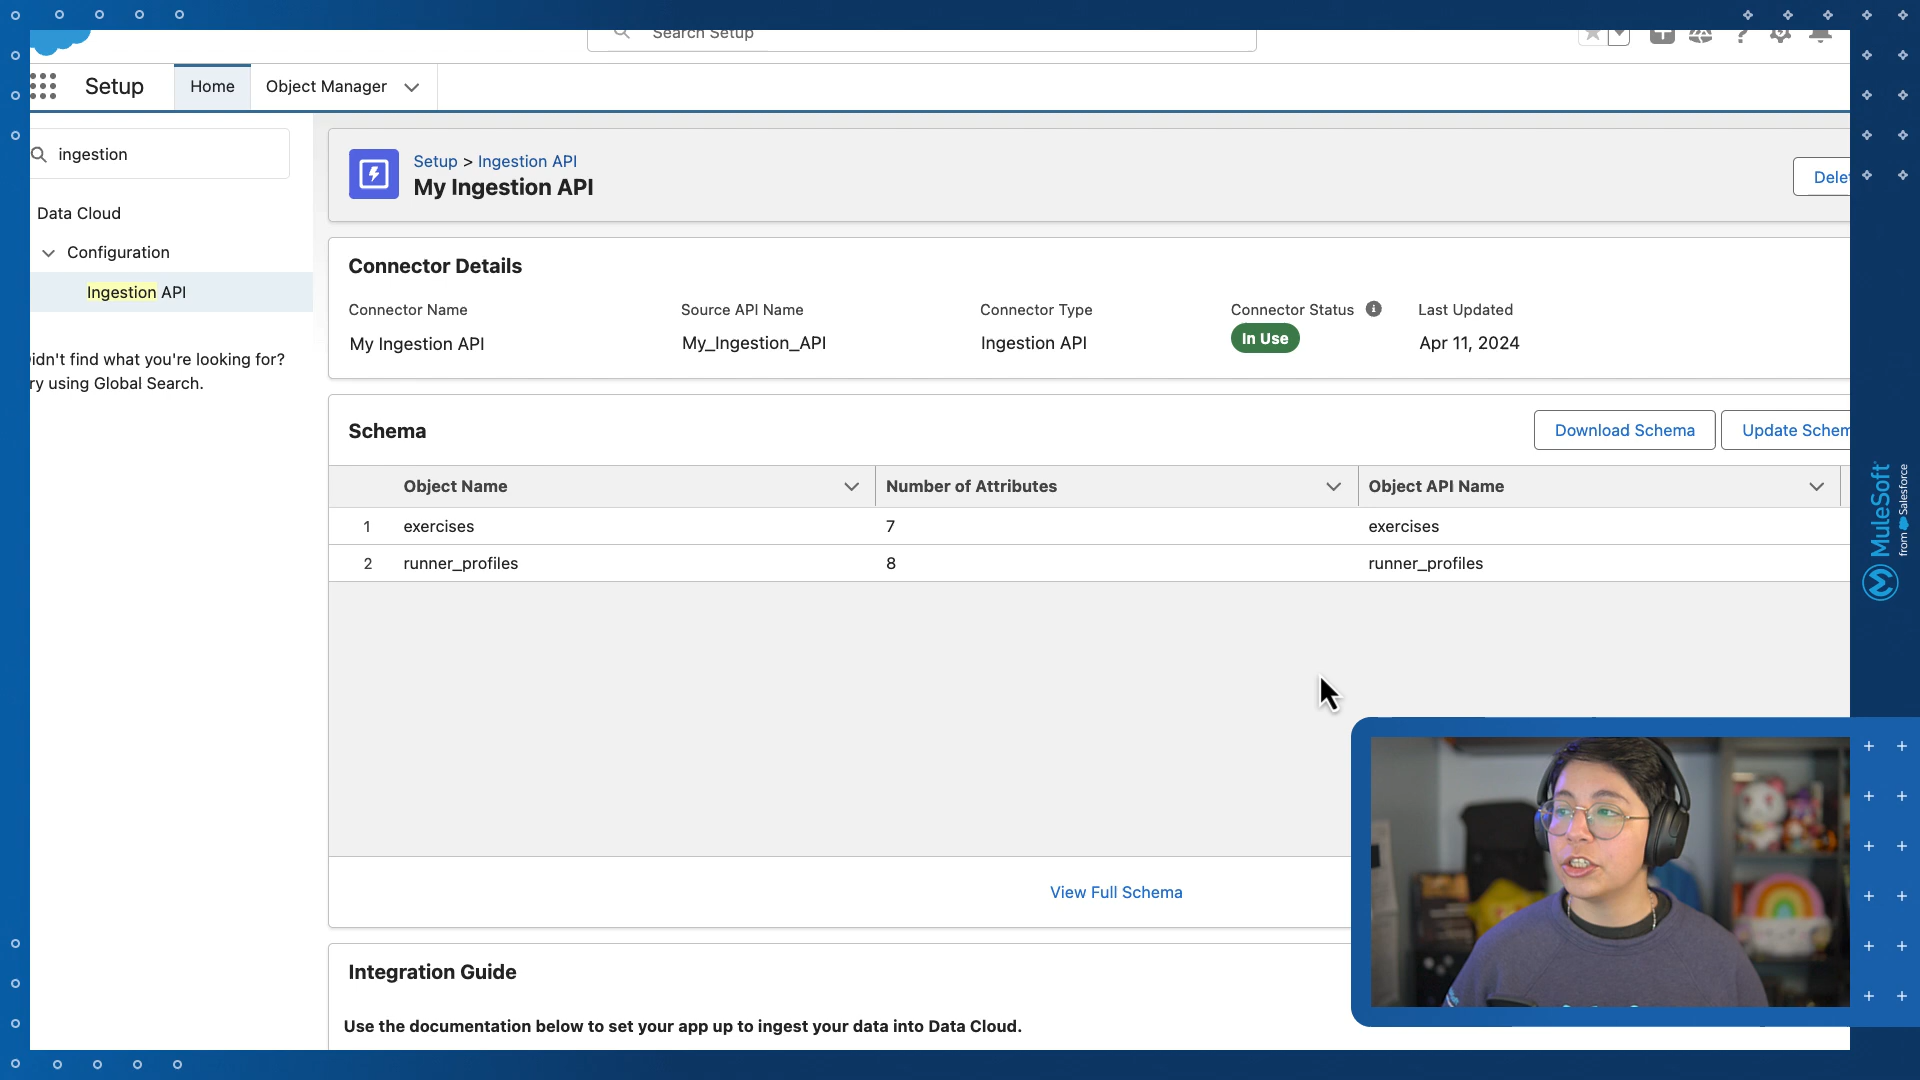 Search Setup
Setup
Home
Object Manager
ingestion
Data Cloud
Configuration
Ingestion API
idn't find what you're looking for?
ry using Global Search.
Setup > Ingestion API
My Ingestion API
Dele
Connector Details
Connector Name
Source API Name
Connector Type
Connector Status
Last Updated
My Ingestion API
My_Ingestion_API
Ingestion API
In Use
Apr 11, 2024
Schema
Download Schema
Update Schem
Object Name
Number of Attributes
Object API Name
1 exercises 7 exercises
2 runner_profiles 8 runner_profiles
View Full Schema
Integration Guide
Use the documentation below to set your app up to ingest your data into Data Cloud.
MuleSoft
from Salesforce